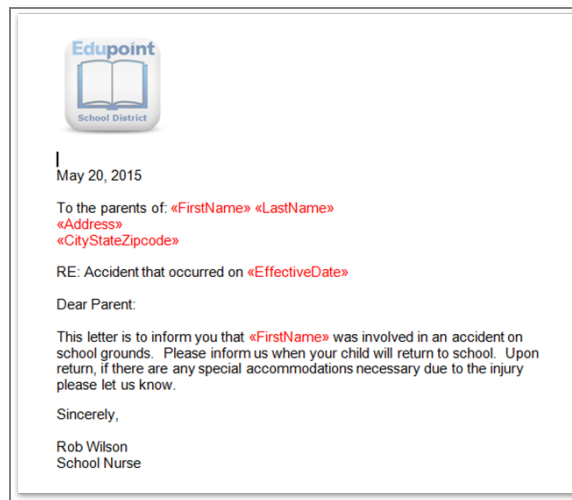 Edupoint
School District
May 20, 2015
To the parents of: «FirstName» «LastName»
«Address»
«CityStateZipcode»
RE: Accident that occurred on «EffectiveDate»
Dear Parent:
This letter is to inform you that «FirstName» was involved in an accident on
school grounds.  Please inform us when your child will return to school.  Upon
return, if there are any special accommodations necessary due to the injury
please let us know.
Sincerely,
Rob Wilson
School Nurse